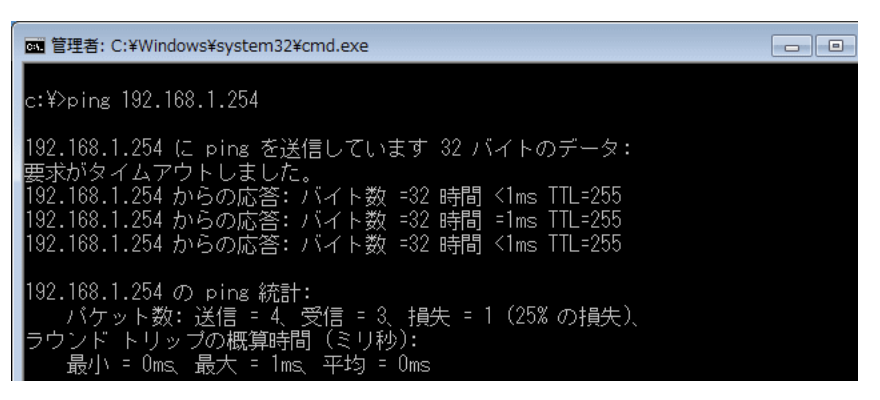 管理者: C:¥Windows¥system32¥cmd.exe
c:¥>ping 192.168.1.254
192.168.1.254 に ping を送信しています 32 バイトのデータ:
要求がタイムアウトしました。
192.168.1.254 からの応答: バイト数 =32 時間 <1ms TTL=255
192.168.1.254 からの応答: バイト数 =32 時間 =1ms TTL=255
192.168.1.254 からの応答: バイト数 =32 時間 <1ms TTL=255
192.168.1.254 の ping 統計:
パケット数: 送信 = 4、受信 = 3、損失 = 1 (25% の損失)、
ラウンド トリップの概算時間 (ミリ秒):
最小 = 0ms、最大 = 1ms、平均 = 0ms